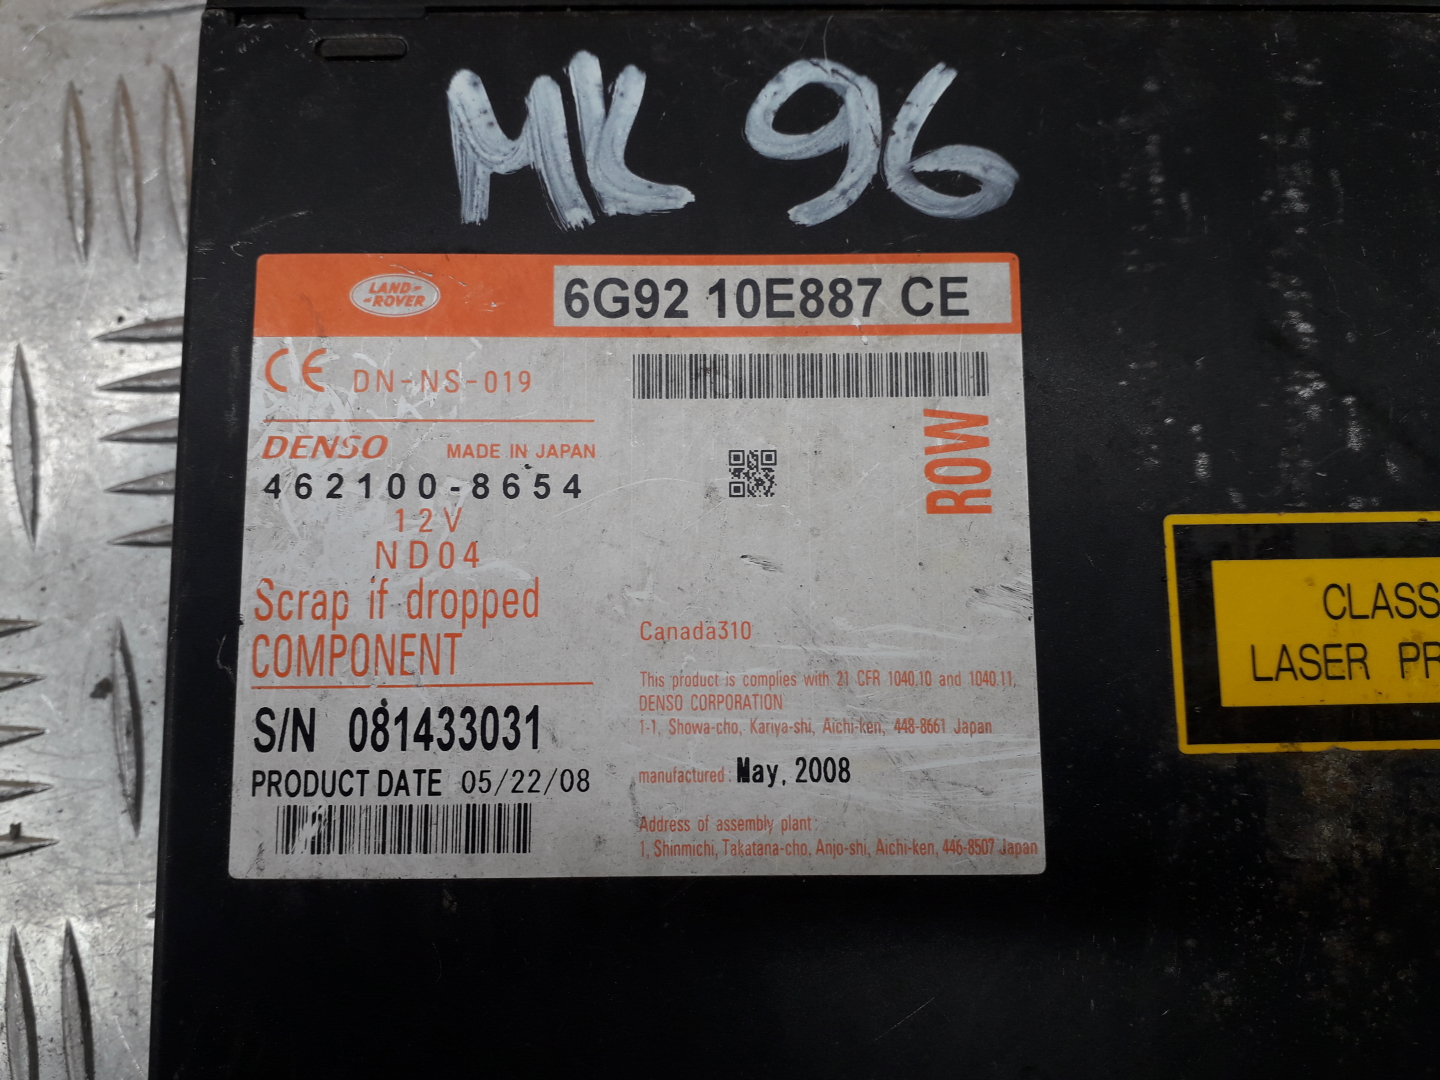 MK 96
LAND-
-ROVER
6G92 10E887 CE
CE DN-NS-019
DENSO MADE IN JAPAN
462100-8654
12V
ND04
Scrap if dropped
COMPONENT
S/N 081433031
PRODUCT DATE 05/22/08
ROW
Canada310
This product is complies with 21 CFR 1040.10 and 1040.11.
DENSO CORPORATION
1-1, Showa-cho, Kariya-shi, Aichi-ken, 448-8661 Japan
manufactured: May, 2008
Address of assembly plant:
1, Shinmichi, Takatana-cho, Anjo-shi, Aichi-ken, 446-8507 Japan
CLASS
LASER PR